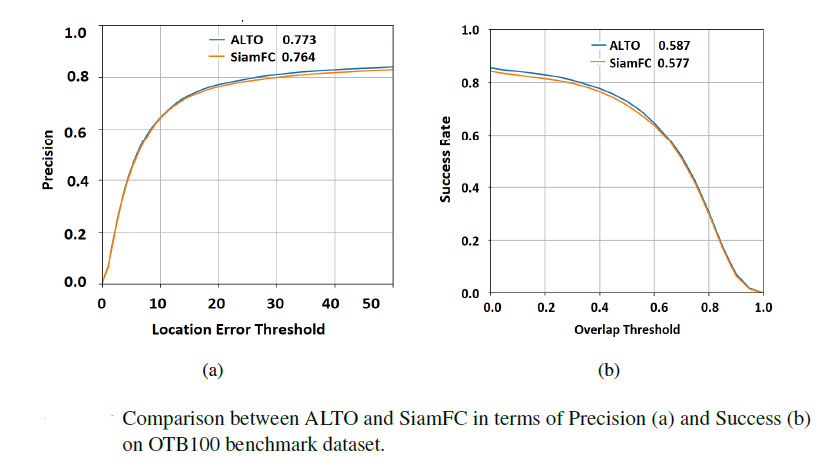 1.0
0.8
0.6
0.4
0.2
0.0
Precision
ALTO 0.773
SiamFC 0.764
0 10 20 30 40 50
Location Error Threshold
(a)
1.0
0.8
0.6
0.4
0.2
0.0
Success Rate
ALTO 0.587
SiamFC 0.577
0.0 0.2 0.4 0.6 0.8 1.0
Overlap Threshold
(b)
Comparison between ALTO and SiamFC in terms of Precision (a) and Success (b)
on OTB100 benchmark dataset.